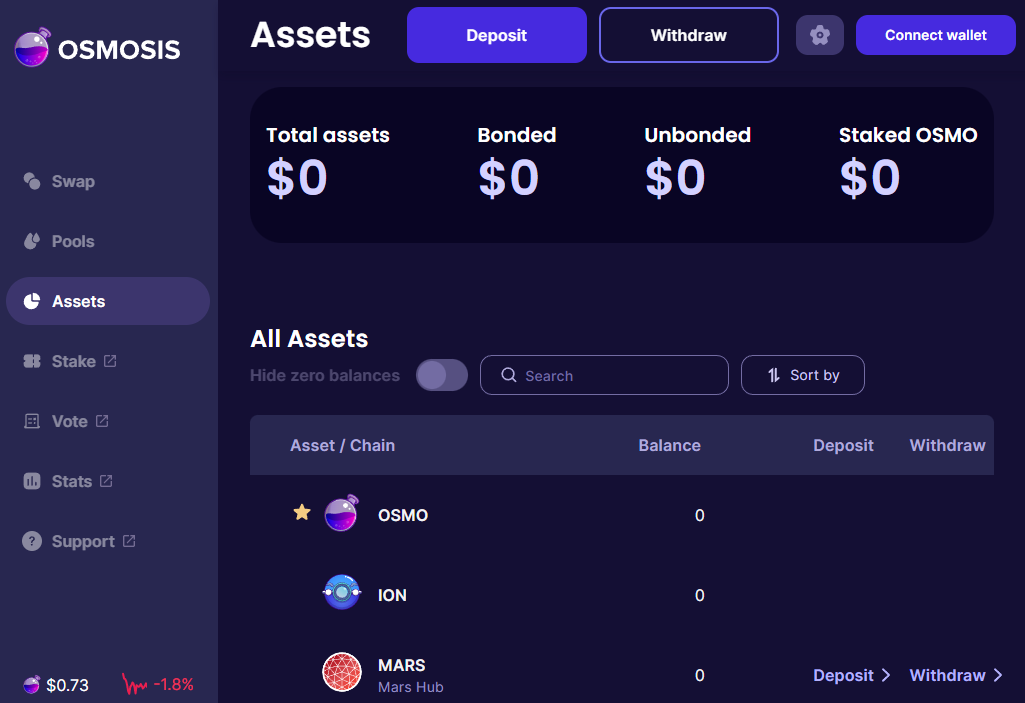 OSMOSIS
Assets
Deposit
Withdraw
Connect wallet
Swap
Pools
Assets
Stake
Vote
Stats
? Support
$0.73
-1.8%
Total assets
$0
Bonded
$0
Unbonded
$0
Staked OSMO
$0
All Assets
Hide zero balances
Search
Sort by
Asset / Chain Balance Deposit Withdraw
OSMO 0
ION 0
MARS
Mars Hub
0 Deposit Withdraw